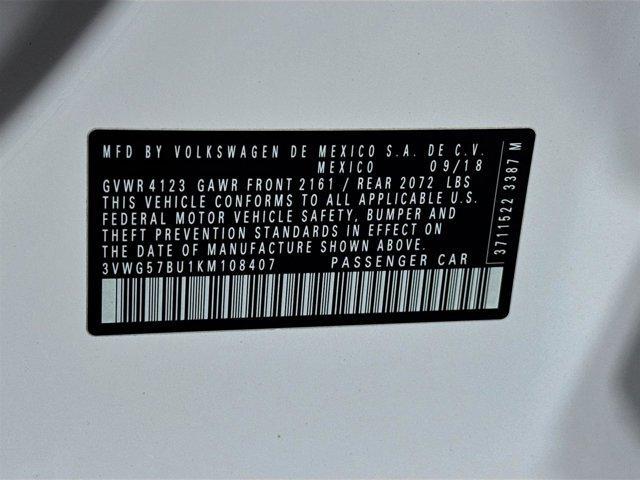 MFD BY VOLKSWAGEN DE MEXICO S.A. DE C.V.
MEXICO 09/18
GVWR 4123 GAWR FRONT 2161 / REAR 2072 LBS
THIS VEHICLE CONFORMS TO ALL APPLICABLE U.S.
FEDERAL MOTOR VEHICLE SAFETY, BUMPER AND
THEFT PREVENTION STANDARDS IN EFFECT ON
THE DATE OF MANUFACTURE SHOWN ABOVE.
3VWG57BU1KM108407 PASSENGER CAR
3711522 3387 M